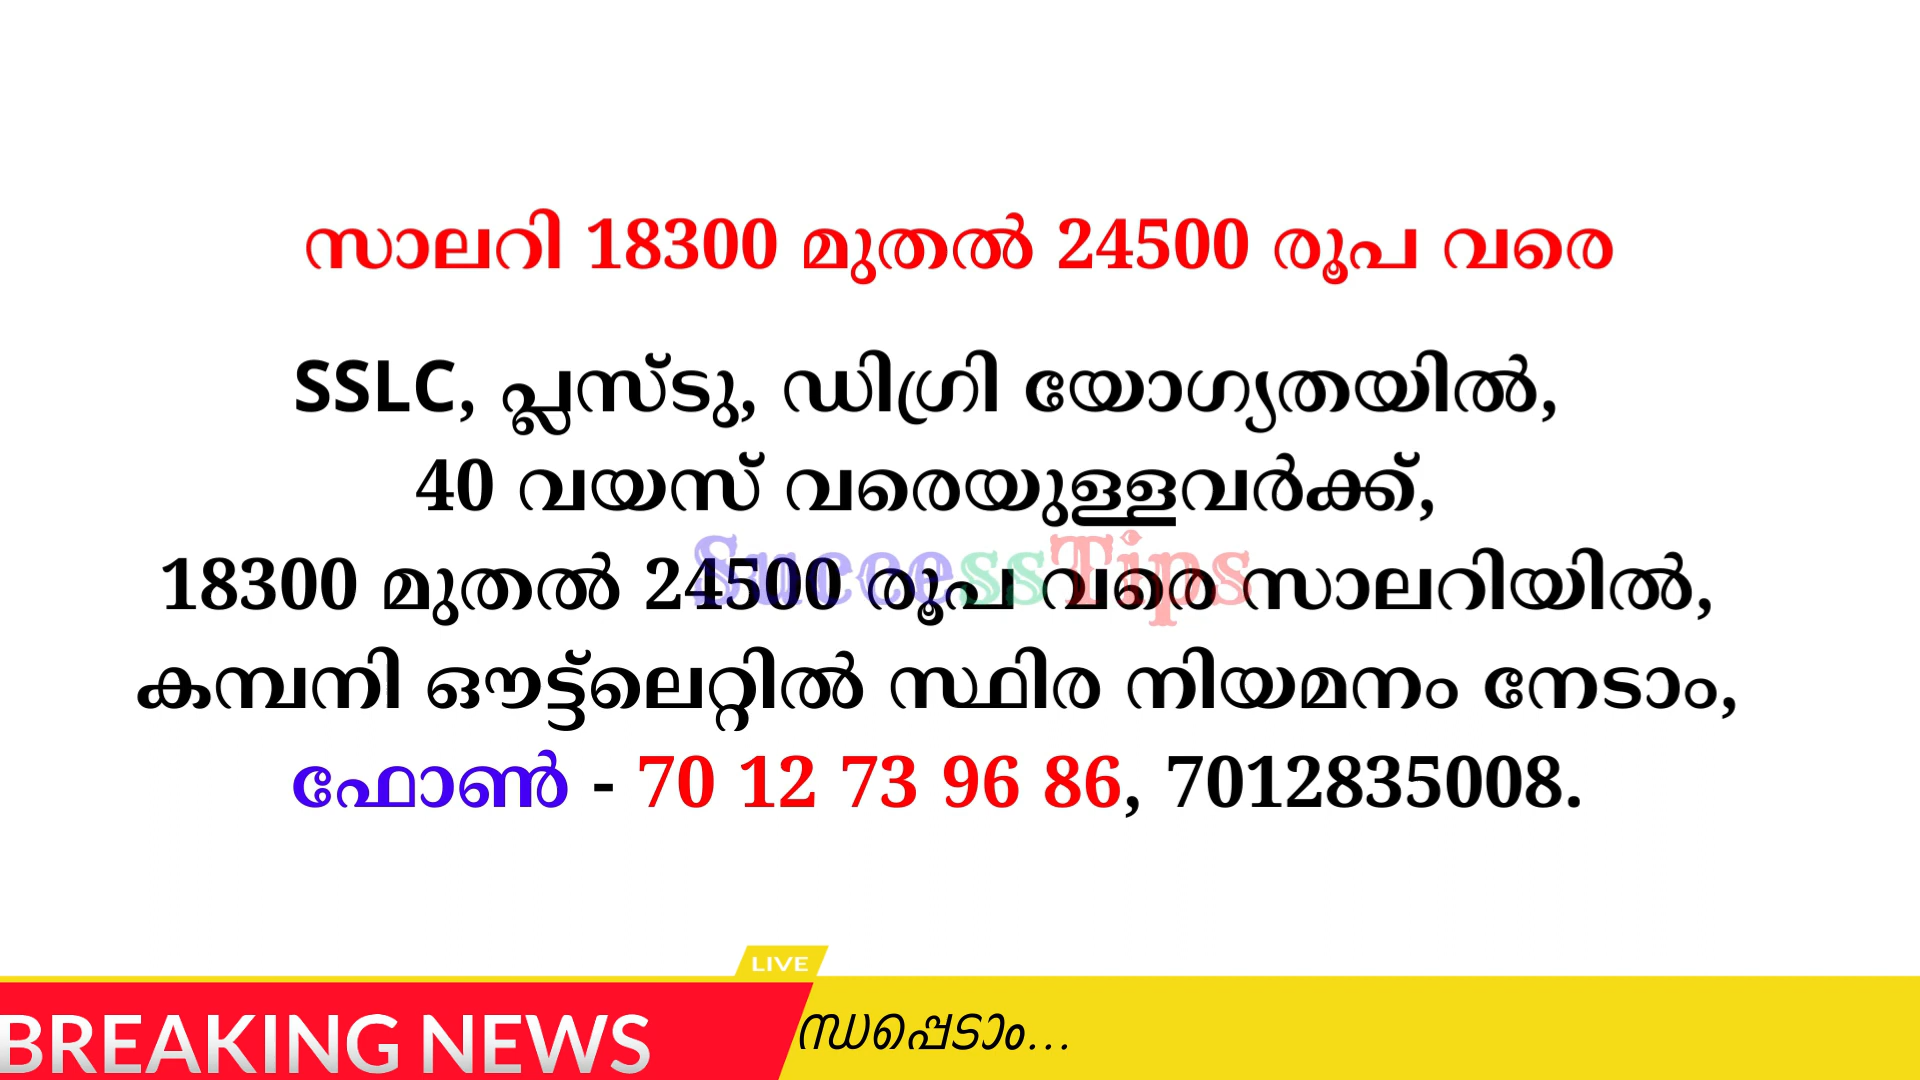 സാലറി 18300 മുതൽ 24500 രൂപ വരെ
SSLC, പ്ലസ്ടു, ഡിഗ്രി യോഗ്യതയിൽ,
40 വയസ് വരെയുള്ളവർക്ക്,
18300 മുതൽ 24500 രൂപ വരെ സാലറിയിൽ,
SuccessTips
കമ്പനി ഔട്ട്ലെറ്റിൽ സ്ഥിര നിയമനം നേടാം,
ഫോൺ - 70 12 73 96 86, 7012835008.
LIVE
BREAKING NEWS
ന്ധപ്പെടാം...